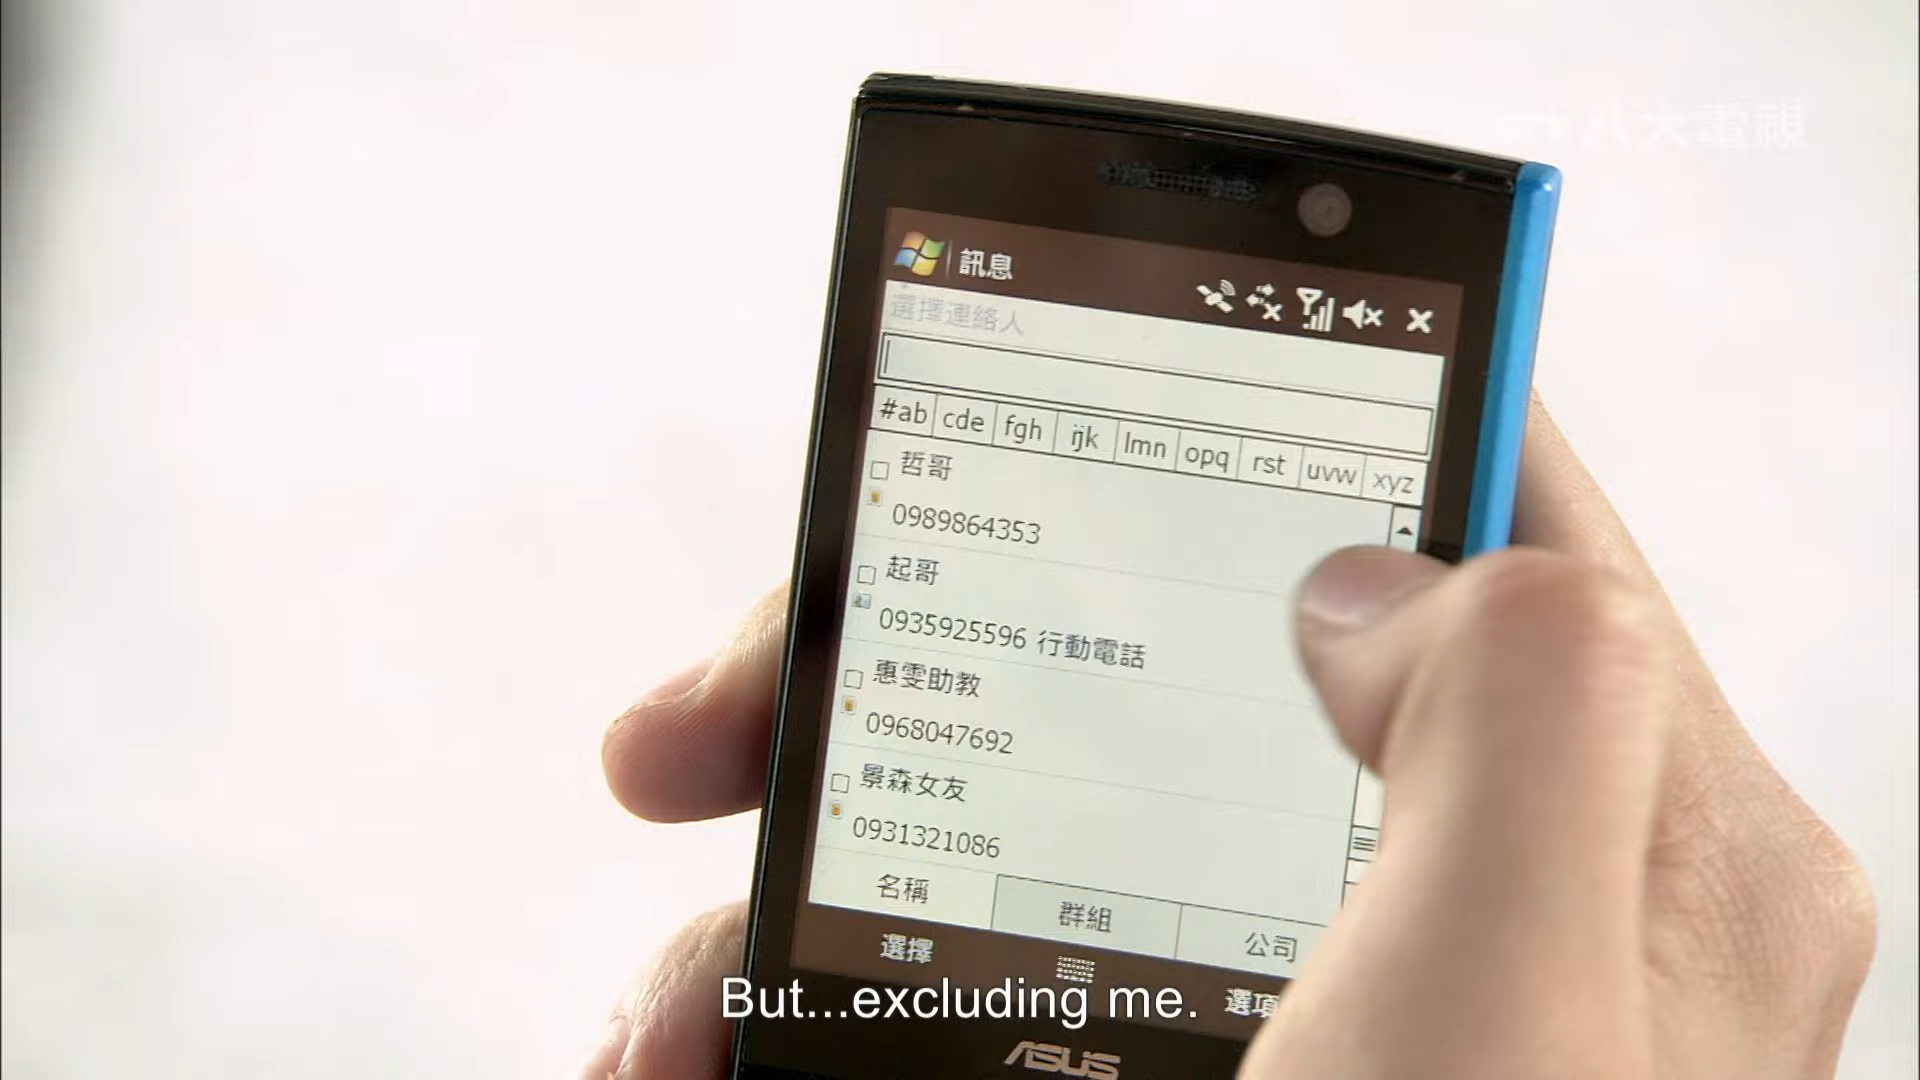 八大電視
訊息
選擇連絡人
#ab cde fgh ijk lmn opq rst uvw xyz
哲哥
0989864353
起哥
0935925596 行動電話
惠雯助教
0968047692
景森女友
0931321086
名稱 群組 公司
選擇 選項
But...excluding me.
ASUS